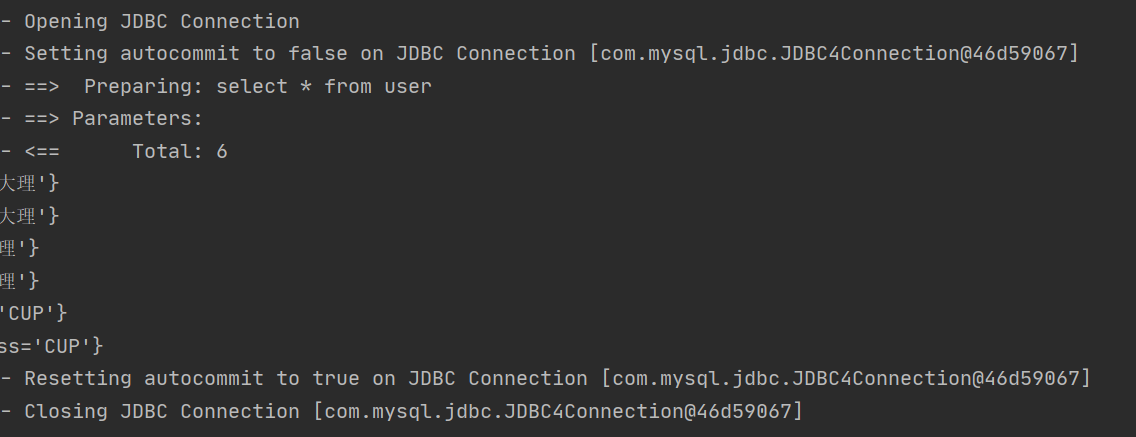 - Opening JDBC Connection
- Setting autocommit to false on JDBC Connection [com.mysql.jdbc.JDBC4Connection@46d59067]
- ==>  Preparing: select * from user
- ==> Parameters:
- <==      Total: 6
大理'}
大理'}
理'}
理'}
'CUP'}
ss='CUP'}
- Resetting autocommit to true on JDBC Connection [com.mysql.jdbc.JDBC4Connection@46d59067]
- Closing JDBC Connection [com.mysql.jdbc.JDBC4Connection@46d59067]